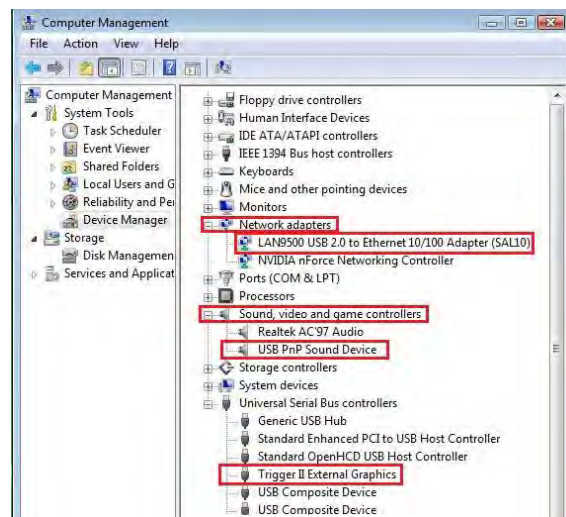 Computer Management
File Action View Help
Computer Management
System Tools
Task Scheduler
Event Viewer
Shared Folders
Local Users and G
Reliability and Per
Device Manager
Storage
Disk Managemen
Services and Applicat
Floppy drive controllers
Human Interface Devices
IDE ATA/ATAPI controllers
IEEE 1394 Bus host controllers
Keyboards
Mice and other pointing devices
Monitors
Network adapters
LAN9500 USB 2.0 to Ethernet 10/100 Adapter (SAL10)
NVIDIA nForce Networking Controller
Ports (COM & LPT)
Processors
Sound, video and game controllers
Realtek AC'97 Audio
USB PnP Sound Device
Storage controllers
System devices
Universal Serial Bus controllers
Generic USB Hub
Standard Enhanced PCI to USB Host Controller
Standard OpenHCD USB Host Controller
Trigger II External Graphics
USB Composite Device
USB Composite Device